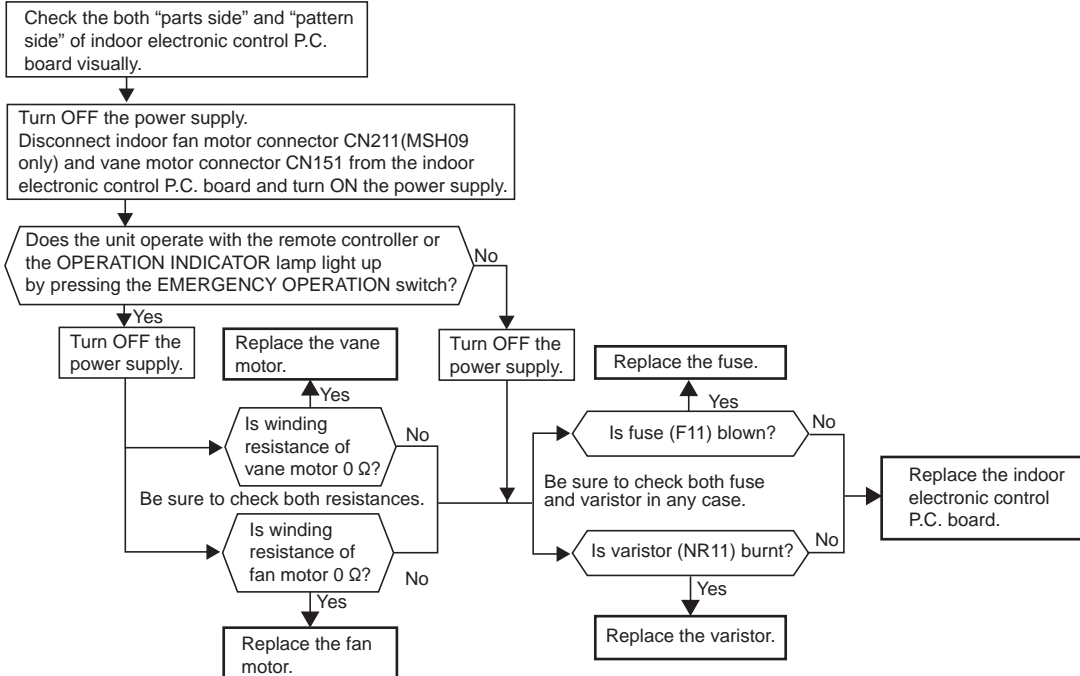 Check the both “parts side” and “pattern
side” of indoor electronic control P.C.
board visually.
Turn OFF the power supply.
Disconnect indoor fan motor connector CN211(MSH09
only) and vane motor connector CN151 from the indoor
electronic control P.C. board and turn ON the power supply.
Does the unit operate with the remote controller or
the OPERATION INDICATOR lamp light up
by pressing the EMERGENCY OPERATION switch?
No
Yes
Turn OFF the
power supply.
Replace the vane
motor.
Turn OFF the
power supply.
Replace the fuse.
Yes
Yes
Is winding
resistance of
vane motor 0 Ω?
No
Is fuse (F11) blown?
No
Be sure to check both resistances.
Be sure to check both fuse
and varistor in any case.
Replace the indoor
electronic control
P.C. board.
Is winding
resistance of
fan motor 0 Ω?
No
Is varistor (NR11) burnt?
No
Yes
Yes
Replace the fan
motor.
Replace the varistor.